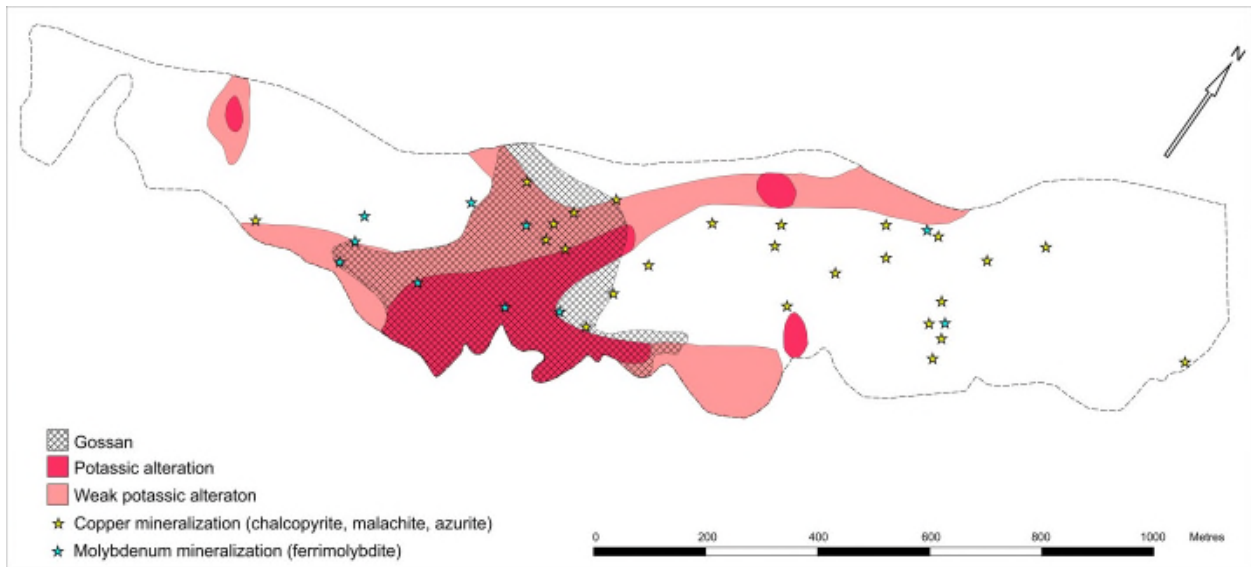 N
Gossan
Potassic alteration
Weak potassic alteraton
Copper mineralization (chalcopyrite, malachite, azurite)
Molybdenum mineralization (ferrimolybdite)
0 200 400 600 800 1000 Metres